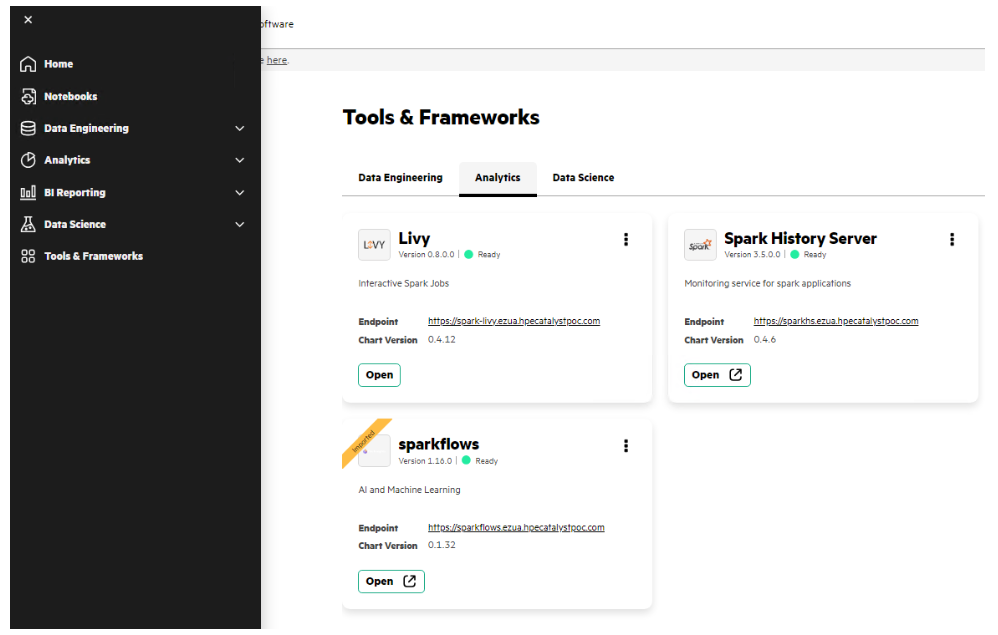 oftware
e here.
Home
Notebooks
Data Engineering
Analytics
BI Reporting
Data Science
Tools & Frameworks
Tools & Frameworks
Data Engineering Analytics Data Science
LIVY
Livy
Version 0.8.0.0 | Ready
Interactive Spark Jobs
Endpoint https://spark-livy.ezua.hpecatalystpoc.com
Chart Version 0.4.12
Open
Spark
Spark History Server
Version 3.5.0.0 | Ready
Monitoring service for spark applications
Endpoint https://sparkhs.ezua.hpecatalystpoc.com
Chart Version 0.4.6
Open
Imported
sparkflows
Version 1.16.0 | Ready
AI and Machine Learning
Endpoint https://sparkflows.ezua.hpecatalystpoc.com
Chart Version 0.1.32
Open